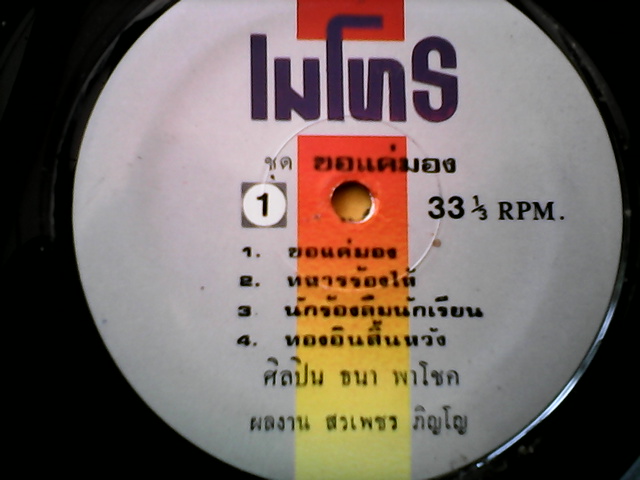 เมโทร
ชุด ขอแค่มอง
1
33 ⅓ RPM.
1. ขอแค่มอง
2. ทหารร้องไห้
3 นักร้องลืมนักเรียน
4. ทองอินสิ้นหวัง
ศิลปิน ธนา พาโชค
ผลงาน สรเพชร ภิญโญ